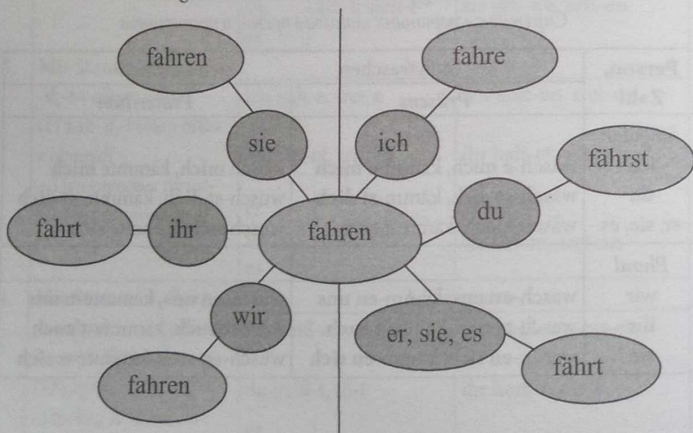 fahren
fahre
sie
ich
fährst
du
fahrt
ihr
fahren
wir
er, sie, es
fahren
fährt